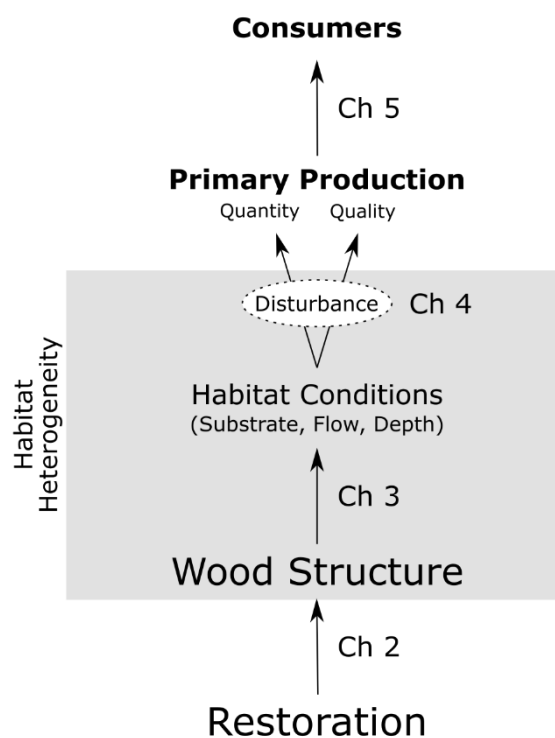 Consumers
Ch 5
Primary Production
Quantity Quality
Disturbance
Ch 4
Habitat
Heterogeneity
Habitat Conditions
(Substrate, Flow, Depth)
Ch 3
Wood Structure
Ch 2
Restoration